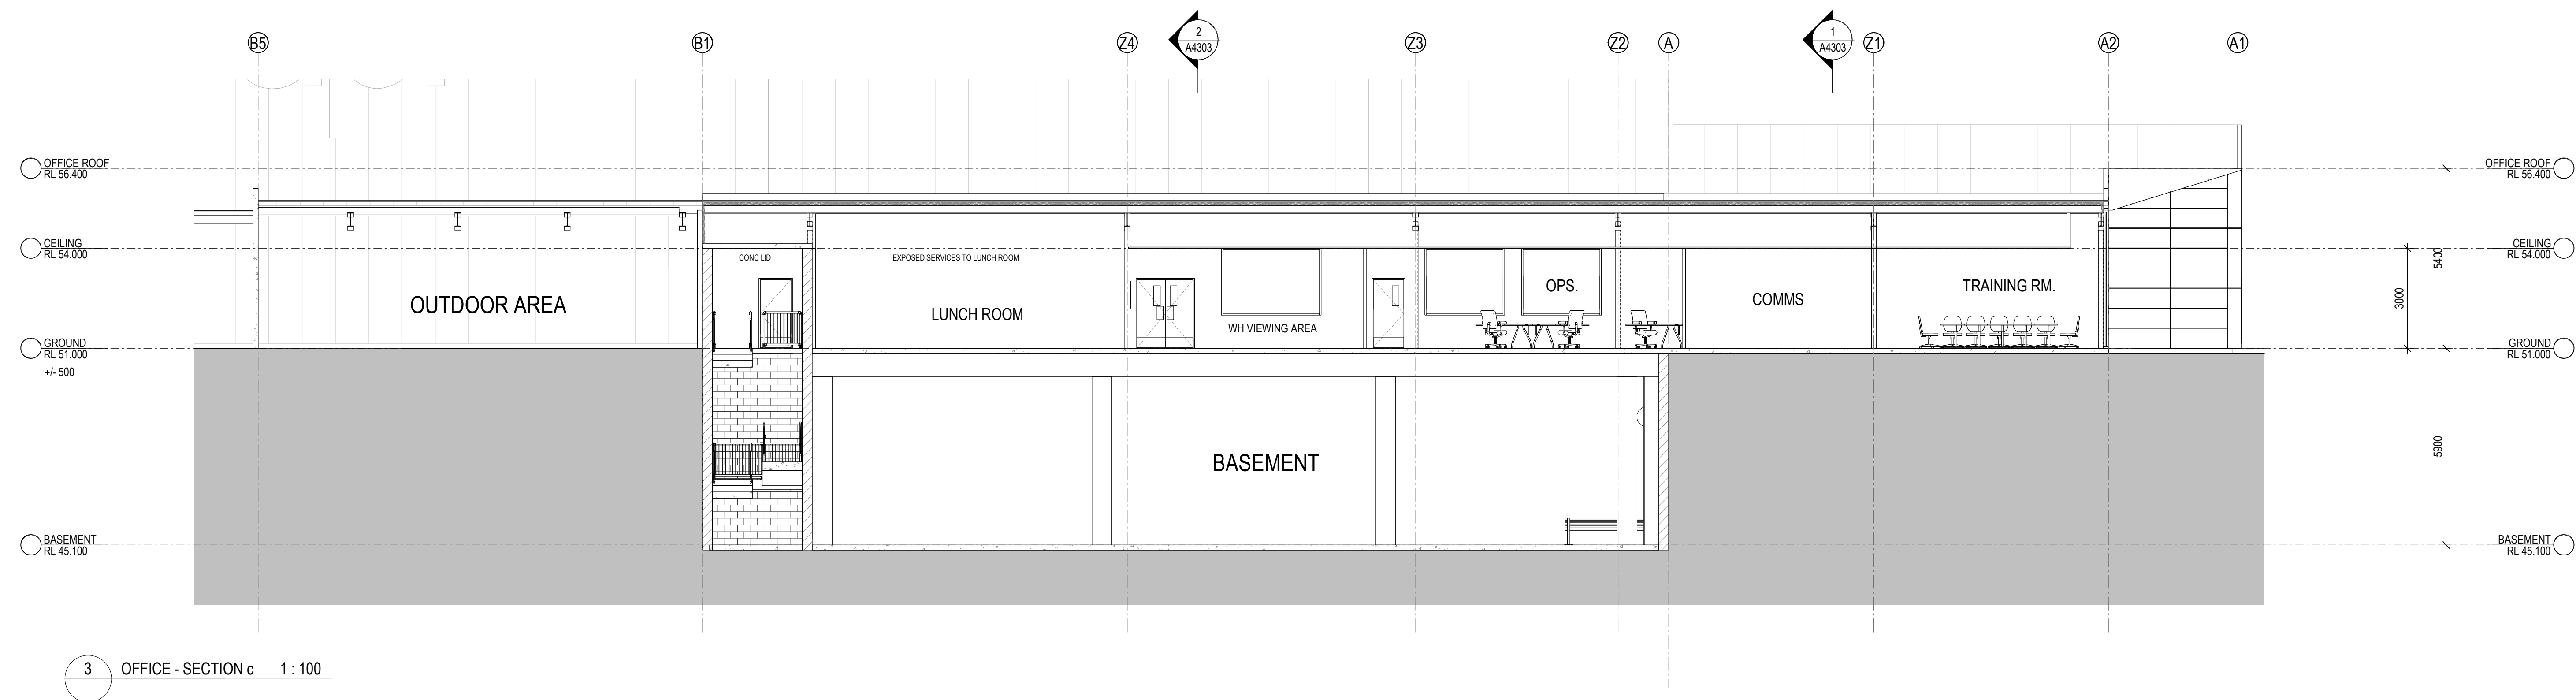 B5
B1
Z4
2
A4303
Z3
Z2
A
1
A4303
Z1
A2
A1
OFFICE ROOF
RL 56.400
OFFICE ROOF
RL 56.400
CEILING
RL 54.000
CEILING
RL 54.000
CONC LID
EXPOSED SERVICES TO LUNCH ROOM
5400
3000
OUTDOOR AREA
LUNCH ROOM
WH VIEWING AREA
OPS.
COMMS
TRAINING RM.
GROUND
RL 51.000
+/- 500
GROUND
RL 51.000
BASEMENT
5900
BASEMENT
RL 45.100
BASEMENT
RL 45.100
3
OFFICE - SECTION c 1 : 100